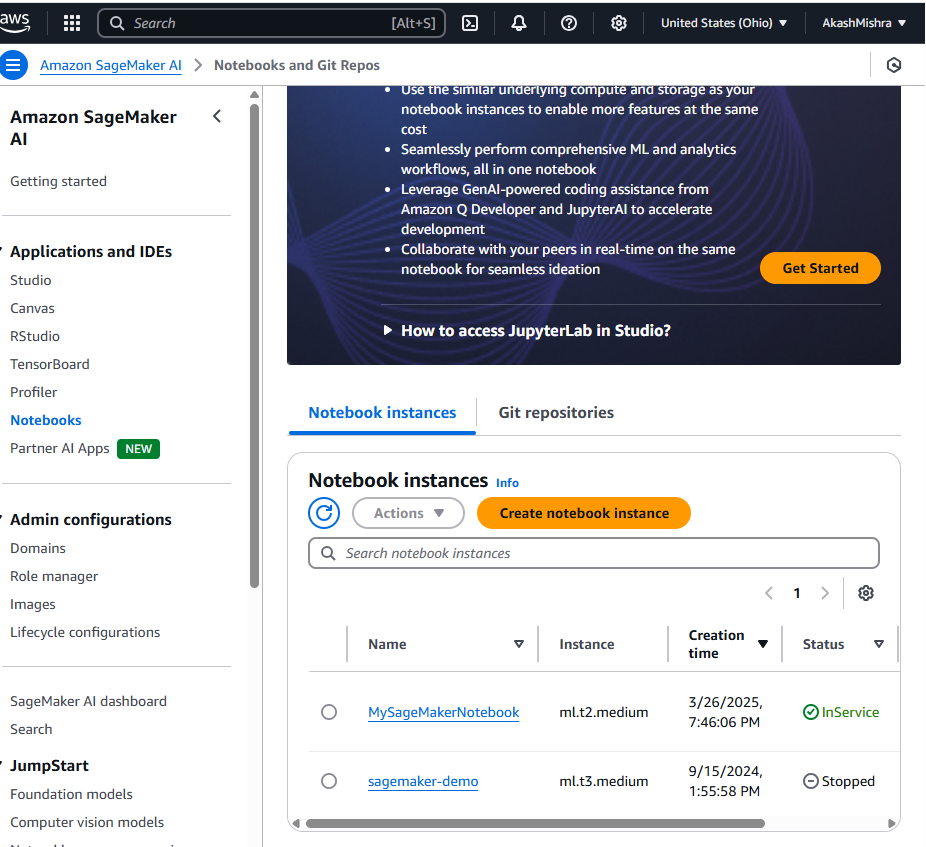 aws
Search
[Alt+S]
United States (Ohio)
AkashMishra
Amazon SageMaker AI
Notebooks and Git Repos
Amazon SageMaker
AI
Getting started
Applications and IDEs
Studio
Canvas
RStudio
TensorBoard
Profiler
Notebooks
Partner AI Apps NEW
Admin configurations
Domains
Role manager
Images
Lifecycle configurations
SageMaker AI dashboard
Search
JumpStart
Foundation models
Computer vision models
Use the similar underlying compute and storage as your
notebook instances to enable more features at the same
cost
Seamlessly perform comprehensive ML and analytics
workflows, all in one notebook
Leverage GenAI-powered coding assistance from
Amazon Q Developer and JupyterAI to accelerate
development
Collaborate with your peers in real-time on the same
notebook for seamless ideation
Get Started
How to access JupyterLab in Studio?
Notebook instances
Git repositories
Notebook instances Info
Actions
Create notebook instance
Search notebook instances
1
Name
Instance
Creation
time
Status
MySageMakerNotebook
ml.t2.medium
3/26/2025,
7:46:06 PM
InService
sagemaker-demo
ml.t3.medium
9/15/2024,
1:55:58 PM
Stopped